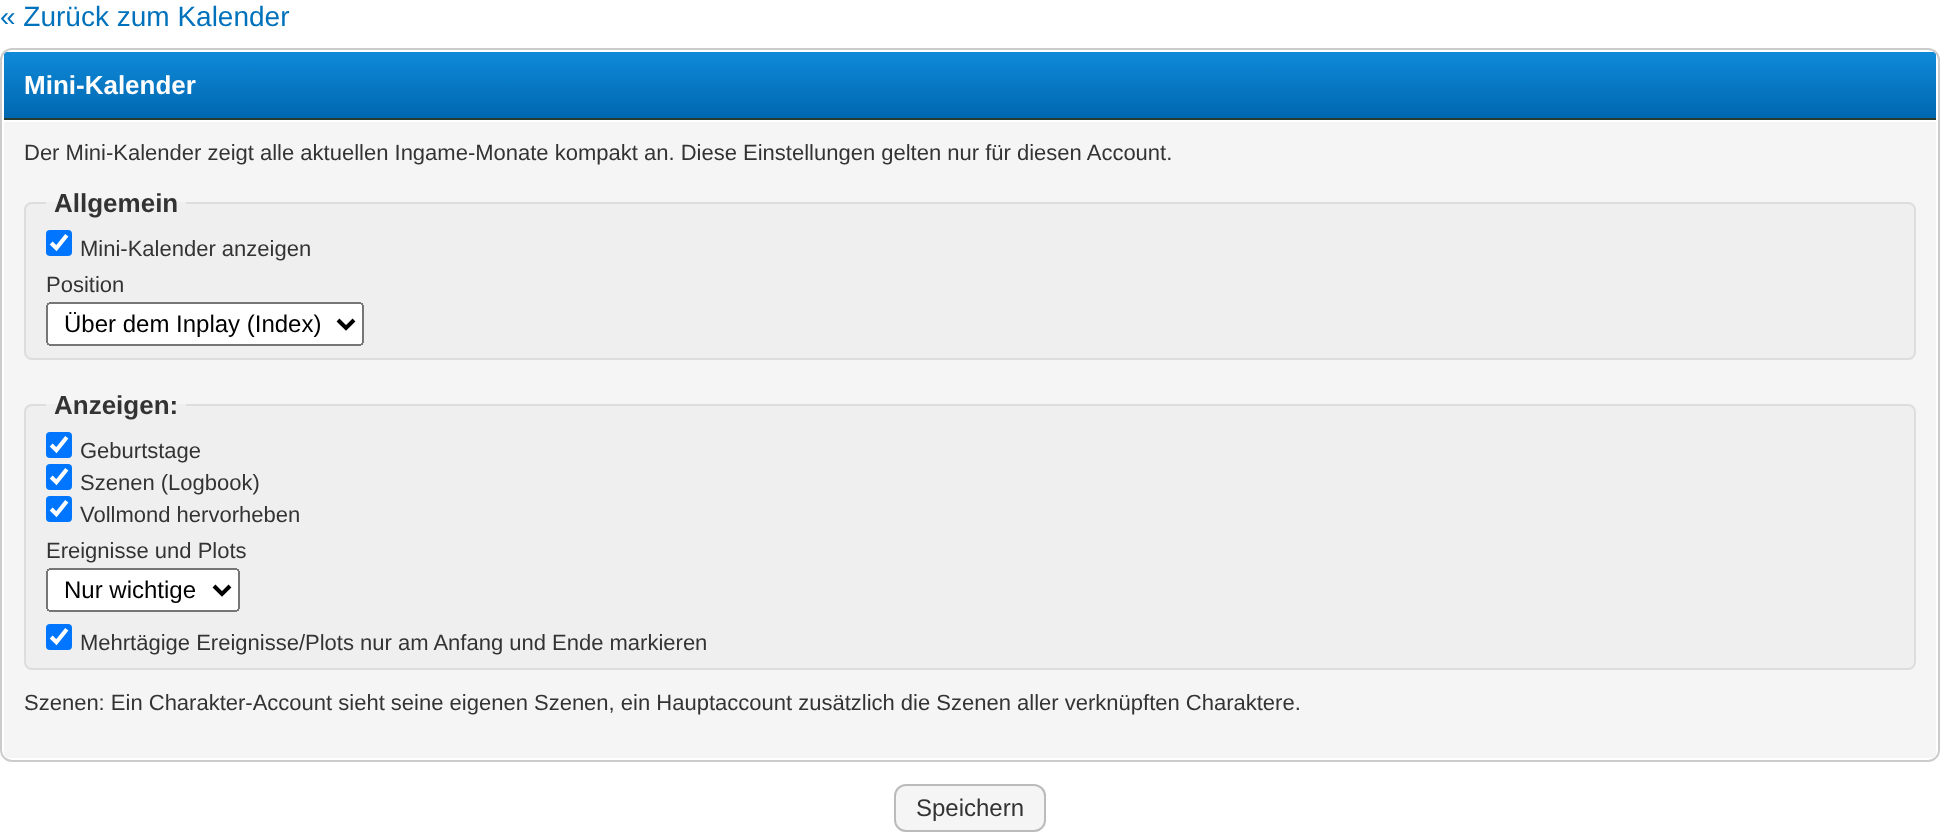 « Zurück zum Kalender
Mini-Kalender
Der Mini-Kalender zeigt alle aktuellen Ingame-Monate kompakt an. Diese Einstellungen gelten nur für diesen Account.
Allgemein
Mini-Kalender anzeigen
Position
Über dem Inplay (Index)
Anzeigen:
Geburtstage
Szenen (Logbook)
Vollmond hervorheben
Ereignisse und Plots
Nur wichtige
Mehrtägige Ereignisse/Plots nur am Anfang und Ende markieren
Szenen: Ein Charakter-Account sieht seine eigenen Szenen, ein Hauptaccount zusätzlich die Szenen aller verknüpften Charaktere.
Speichern